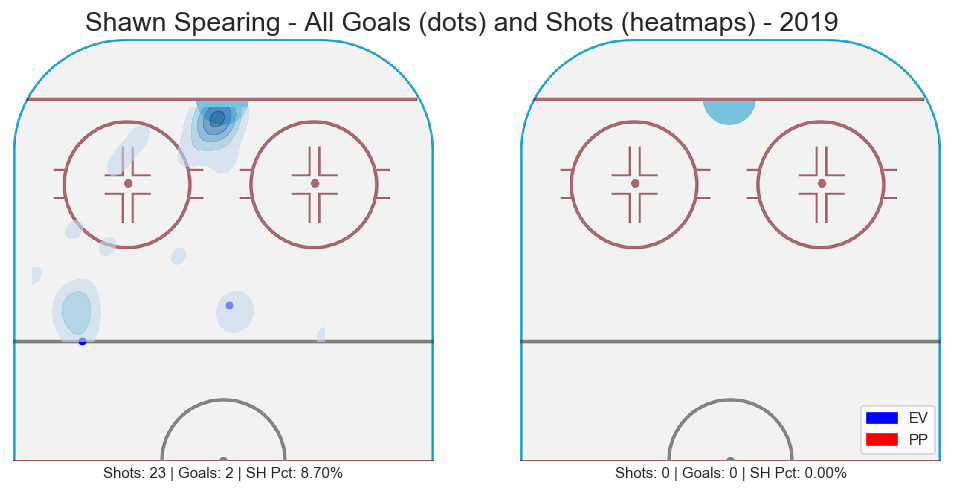 Shawn Spearing - All Goals (dots) and Shots (heatmaps) - 2019
EV
PP
Shots: 23 | Goals: 2 | SH Pct: 8.70%
Shots: 0 | Goals: 0 | SH Pct: 0.00%